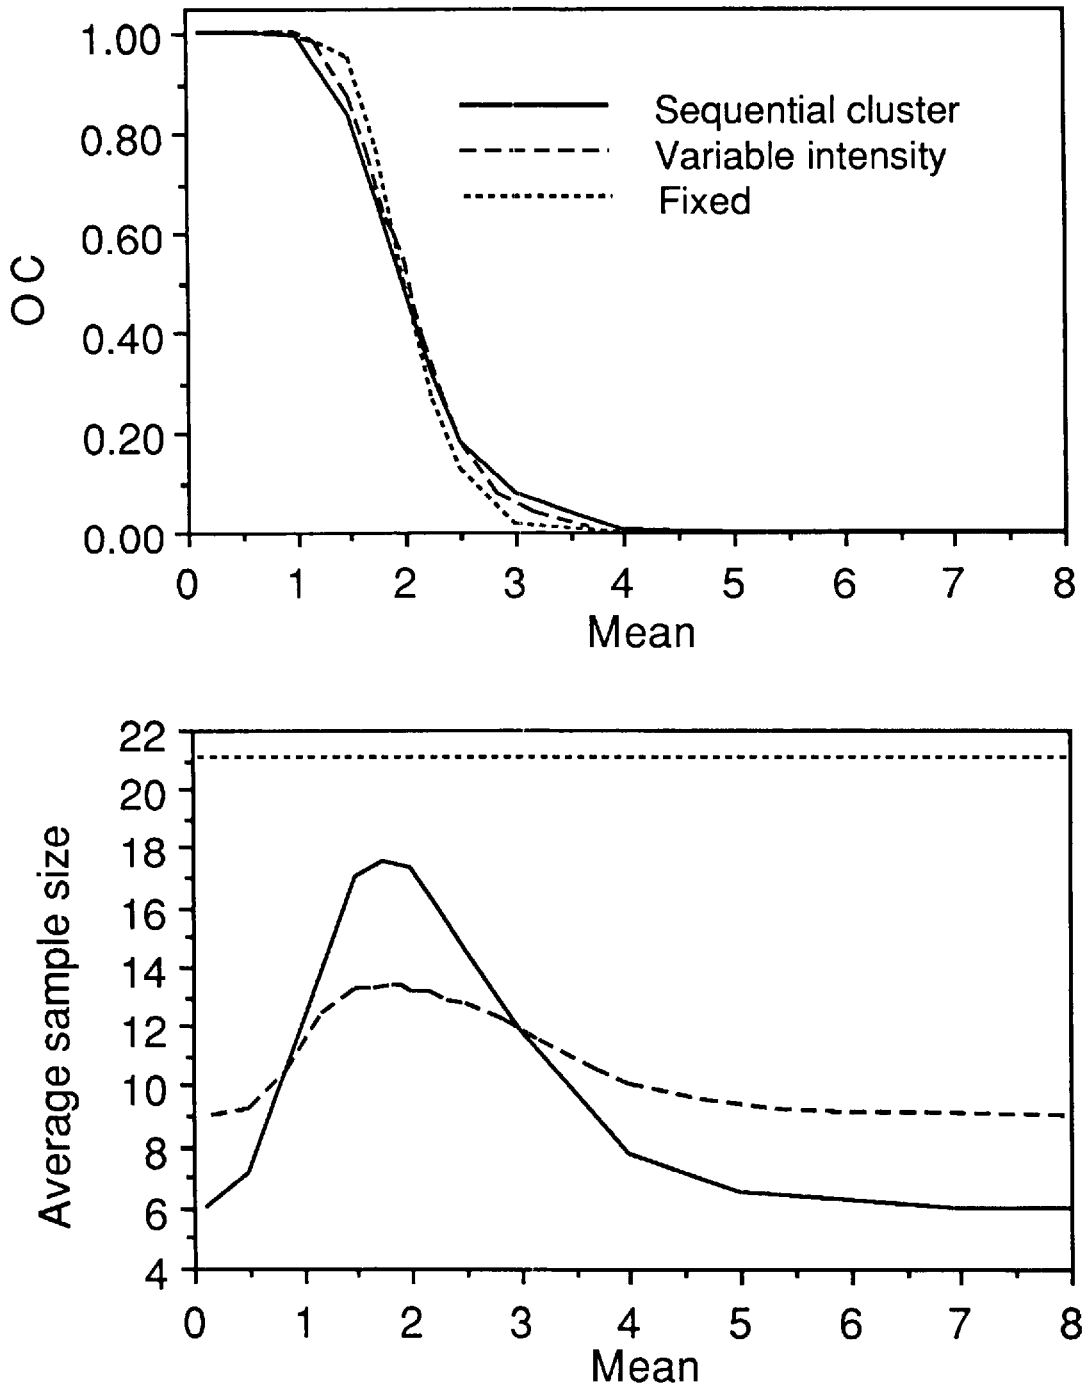 1.00
0.80
0.60
0.40
0.20
0.00
O C
Sequential cluster
Variable intensity
Fixed
0 1 2 3 4 5 6 7 8
Mean
22
20
18
16
14
12
10
8
6
4
Average sample size
0 1 2 3 4 5 6 7 8
Mean